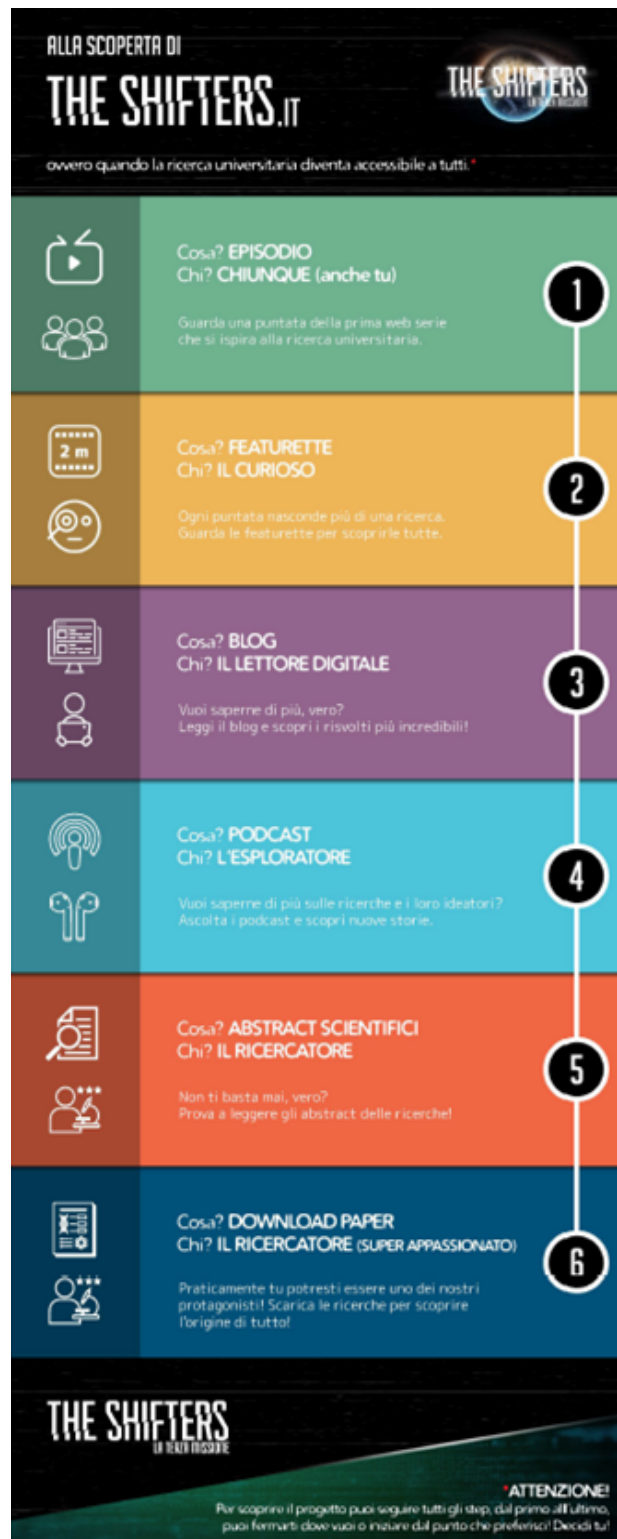 ALLA SCOPERTA DI
THE SHIFTERS.IT
THE SHIFTERS
LA TERZA MISSIONE
ovvero quando la ricerca universitaria diventa accessibile a tutti.*
Cosa? EPISODIO
Chi? CHIUNQUE (anche tu)
Guarda una puntata della prima web serie
che si ispira alla ricerca universitaria.
1
2 m
Cosa? FEATURETTE
Chi? IL CURIOSO
Ogni puntata nasconde più di una ricerca.
Guarda le featurette per scoprirle tutte.
2
Cosa? BLOG
Chi? IL LETTORE DIGITALE
Vuoi saperne di più, vero?
Leggi il blog e scopri i risvolti più incredibili!
3
Cosa? PODCAST
Chi? L'ESPLORATORE
Vuoi saperne di più sulle ricerche e i loro ideatori?
Ascolta i podcast e scopri nuove storie.
4
Cosa? ABSTRACT SCIENTIFICI
Chi? IL RICERCATORE
Non ti basta mai, vero?
Prova a leggere gli abstract delle ricerche!
5
Cosa? DOWNLOAD PAPER
Chi? IL RICERCATORE (SUPER APPASSIONATO)
Praticamente tu potresti essere uno dei nostri
protagonisti! Scarica le ricerche per scoprire
l'origine di tutto!
6
THE SHIFTERS
LA TERZA MISSIONE
*ATTENZIONE!
Per scoprire il progetto puoi seguire tutti gli step, dal primo all'ultimo,
puoi fermarti dove vuoi o iniziare dal punto che preferisci! Decidi tu!